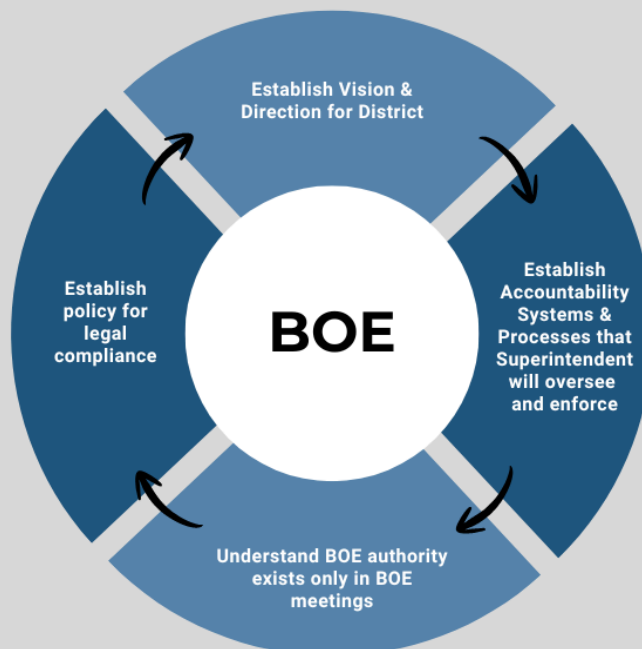 Establish Vision &
Direction for District
Establish
Accountability
Systems &
Processes that
Superintendent
will oversee
and enforce
Understand BOE authority
exists only in BOE
meetings
Establish
policy for
legal
compliance
BOE